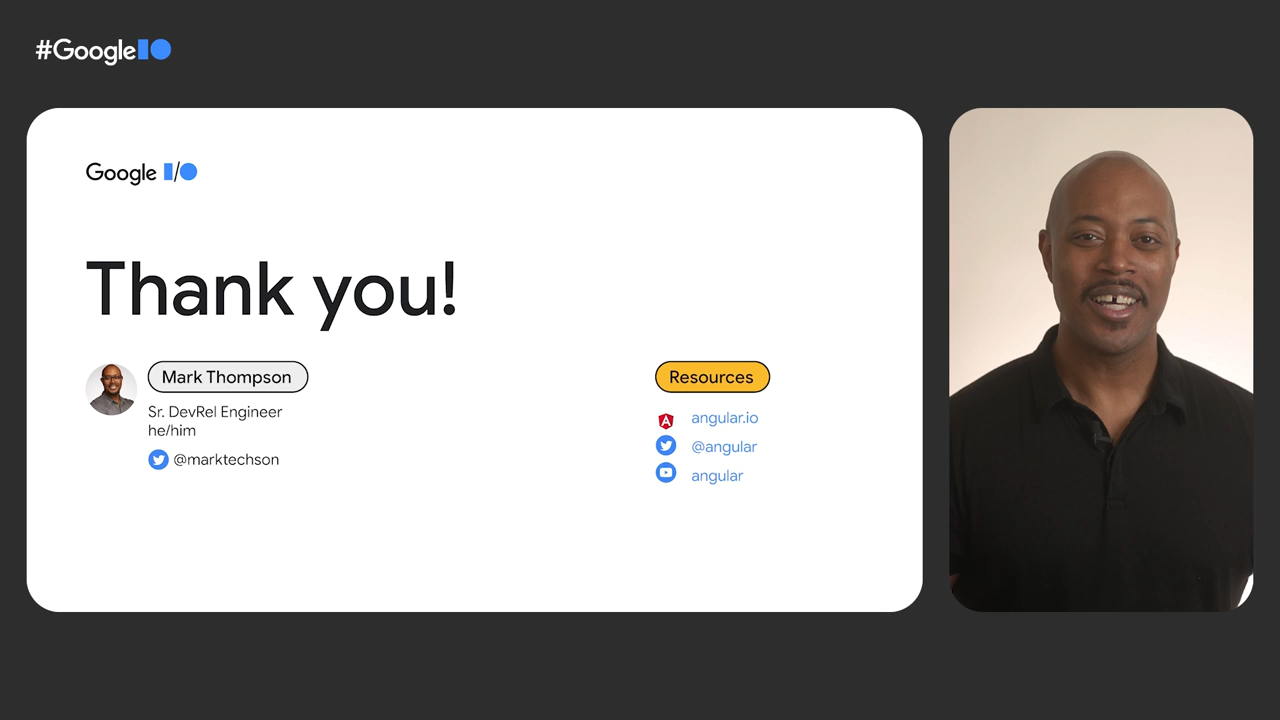 #GoogleIO
Google I/O
Thank you!
Mark Thompson
Sr. DevRel Engineer
he/him
@marktechson
Resources
angular.io
@angular
angular